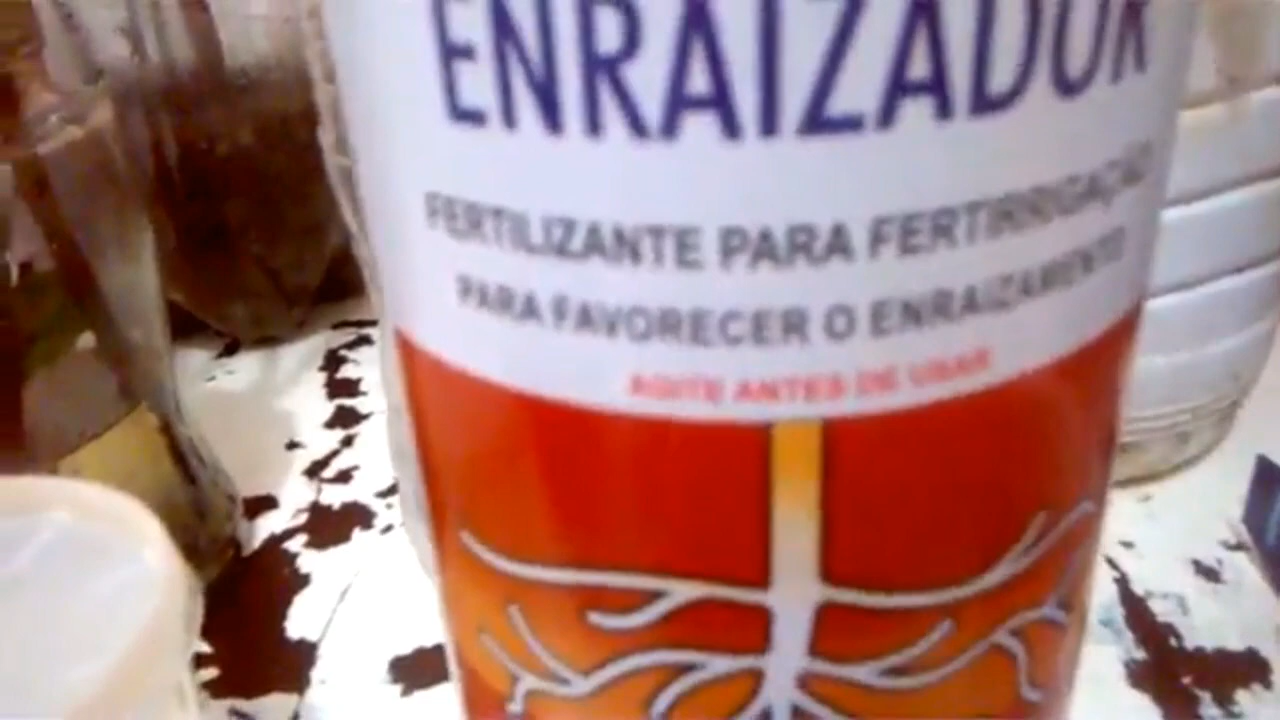 ENRAIZADOR
FERTILIZANTE PARA FERTIRRIGAÇÃO
PARA FAVORECER O ENRAIZAMENTO
AGITE ANTES DE USAR